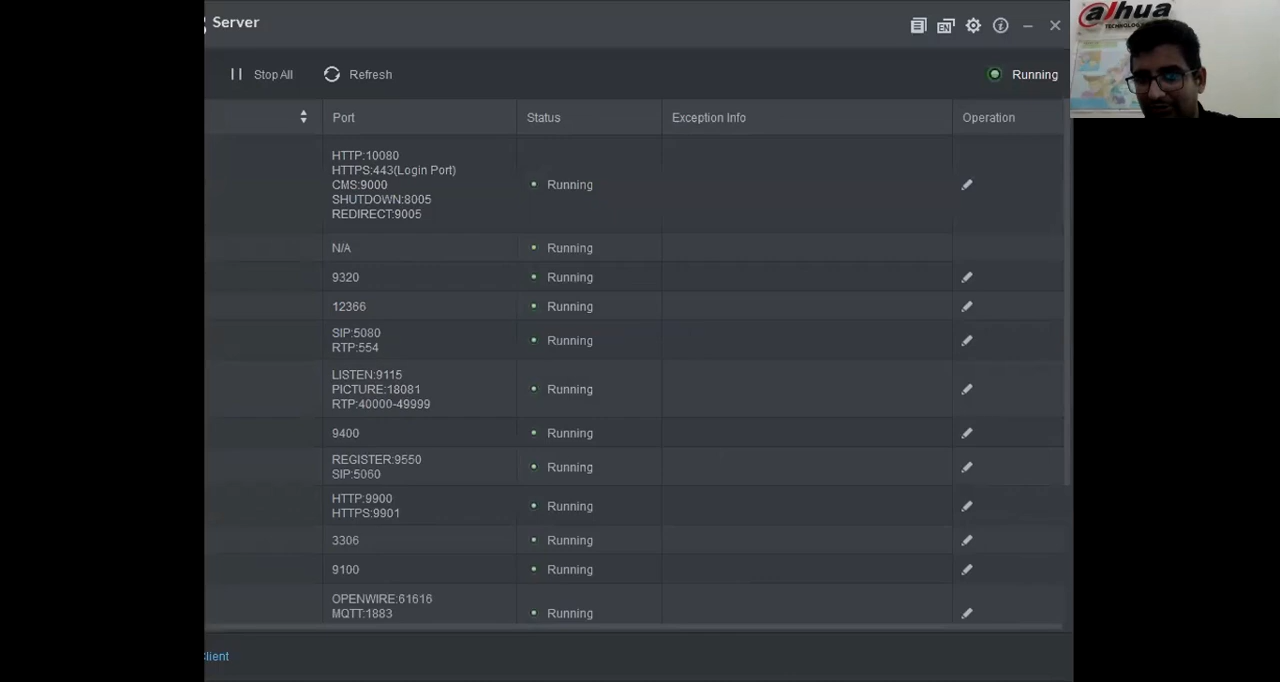 Server
EN
Stop All
Refresh
Running
Port
Status
Exception Info
Operation
HTTP:10080
HTTPS:443(Login Port)
CMS:9000
SHUTDOWN:8005
REDIRECT:9005
Running
N/A
Running
9320
Running
12366
Running
SIP:5080
RTP:554
Running
LISTEN:9115
PICTURE:18081
RTP:40000-49999
Running
9400
Running
REGISTER:9550
SIP:5060
Running
HTTP:9900
HTTPS:9901
Running
3306
Running
9100
Running
OPENWIRE:61616
MQTT:1883
Running
Client
alhua
TECHNOLOGY